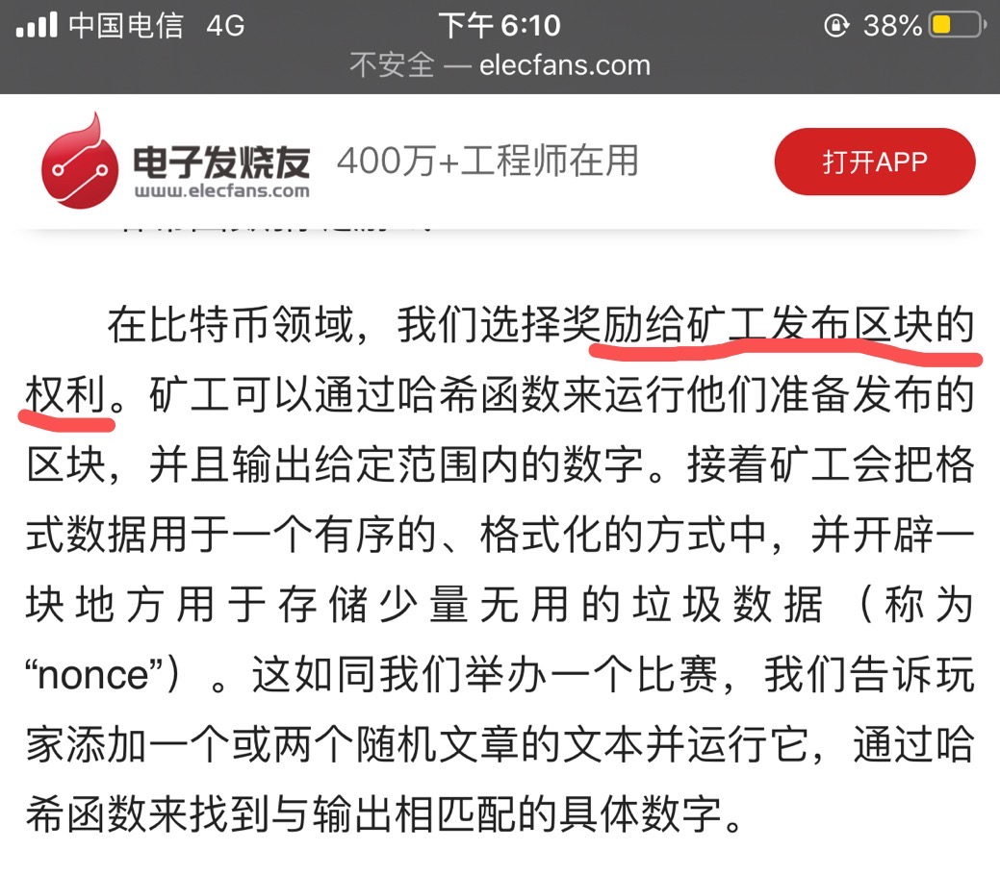 中国电信 4G 下午6:10 38%
不安全 — elecfans.com
电子发烧友 400万+工程师在用 打开APP
www.elecfans.com
在比特币领域，我们选择奖励给矿工发布区块的
权利。矿工可以通过哈希函数来运行他们准备发布的
区块，并且输出给定范围内的数字。接着矿工会把格
式数据用于一个有序的、格式化的方式中，并开辟一
块地方用于存储少量无用的垃圾数据（称为
“nonce”）。这如同我们举办一个比赛，我们告诉玩
家添加一个或两个随机文章的文本并运行它，通过哈
希函数来找到与输出相匹配的具体数字。